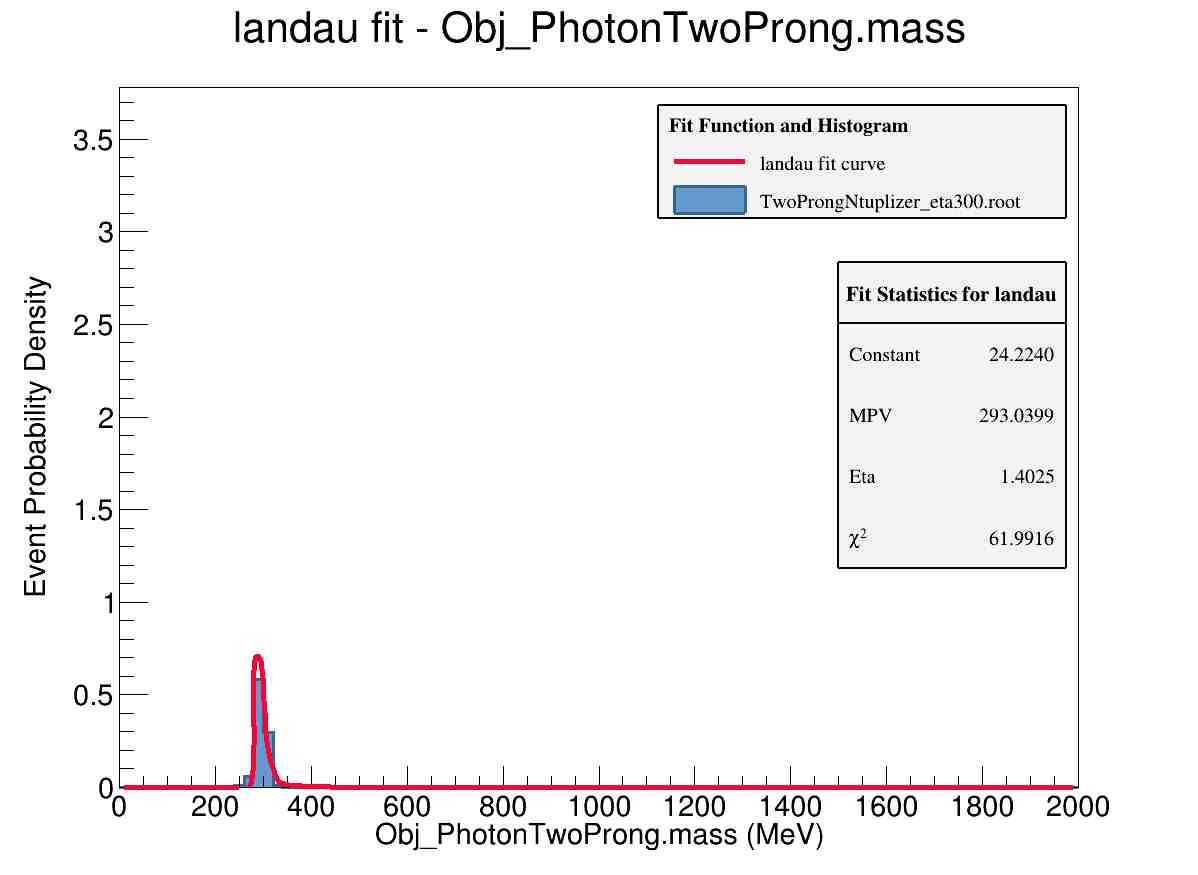 landau fit - Obj_PhotonTwoProng.mass
Fit Function and Histogram
landau fit curve
TwoProngNtuplizer_eta300.root
Fit Statistics for landau
Constant 24.2240
MPV 293.0399
Eta 1.4025
χ² 61.9916
Event Probability Density
3.5
3
2.5
2
1.5
1
0.5
0
0 200 400 600 800 1000 1200 1400 1600 1800 2000
Obj_PhotonTwoProng.mass (MeV)